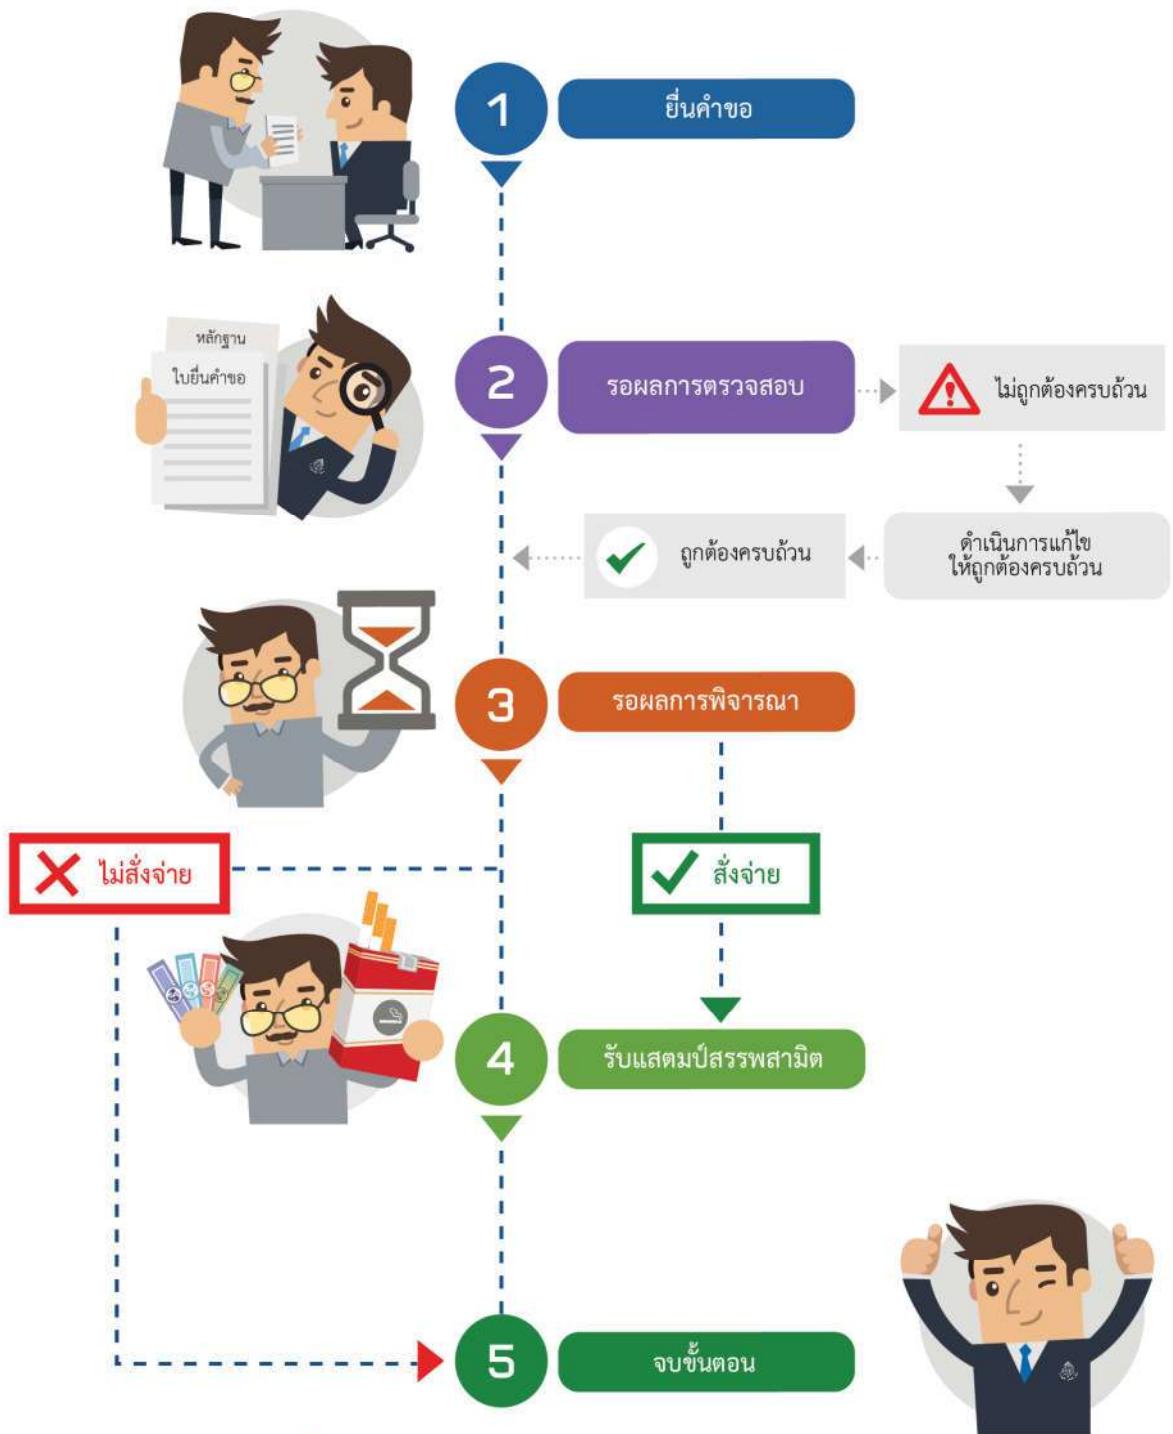 1
ยื่นคำขอ
หลักฐาน
ใบยื่นคำขอ
2
รอผลการตรวจสอบ
ไม่ถูกต้องครบถ้วน
ดำเนินการแก้ไข
ให้ถูกต้องครบถ้วน
ถูกต้องครบถ้วน
3
รอผลการพิจารณา
ไม่สั่งจ่าย
สั่งจ่าย
4
รับแสตมป์สรรพสามิต
5
จบขั้นตอน